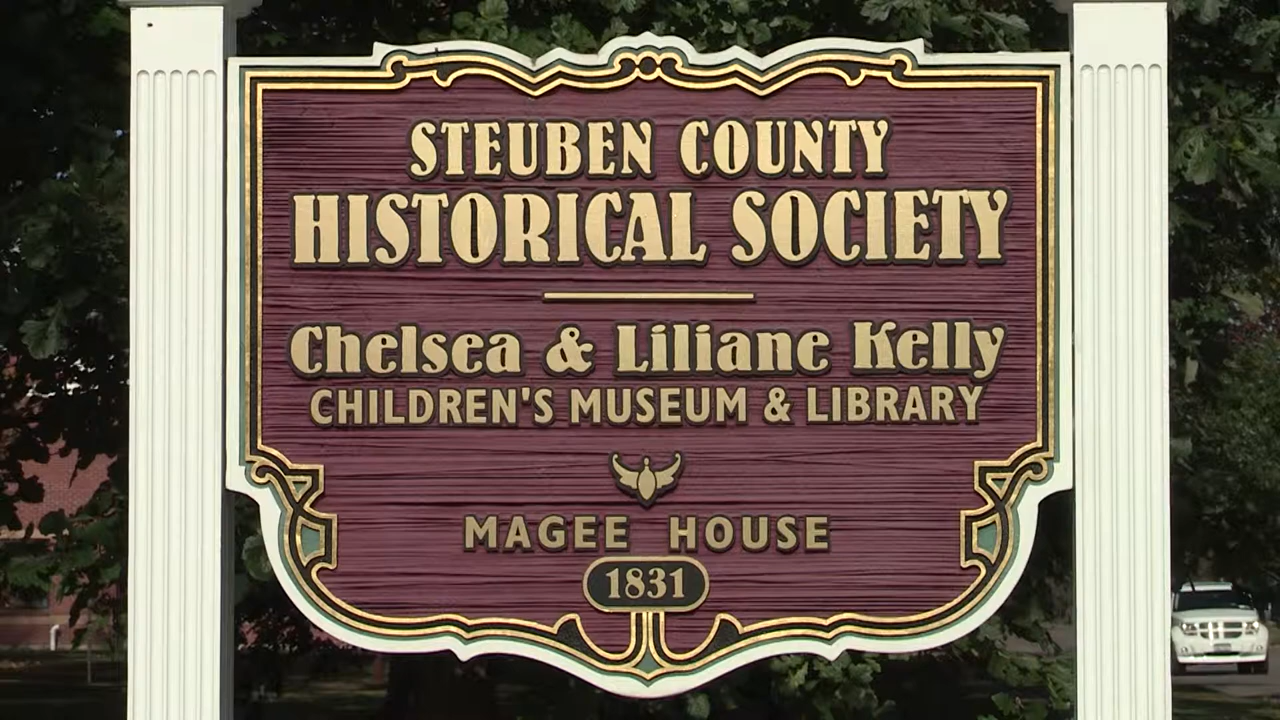 STEUBEN COUNTY
HISTORICAL SOCIETY
Chelsea & Liliane Kelly
CHILDREN'S MUSEUM & LIBRARY
MAGEE HOUSE
1831